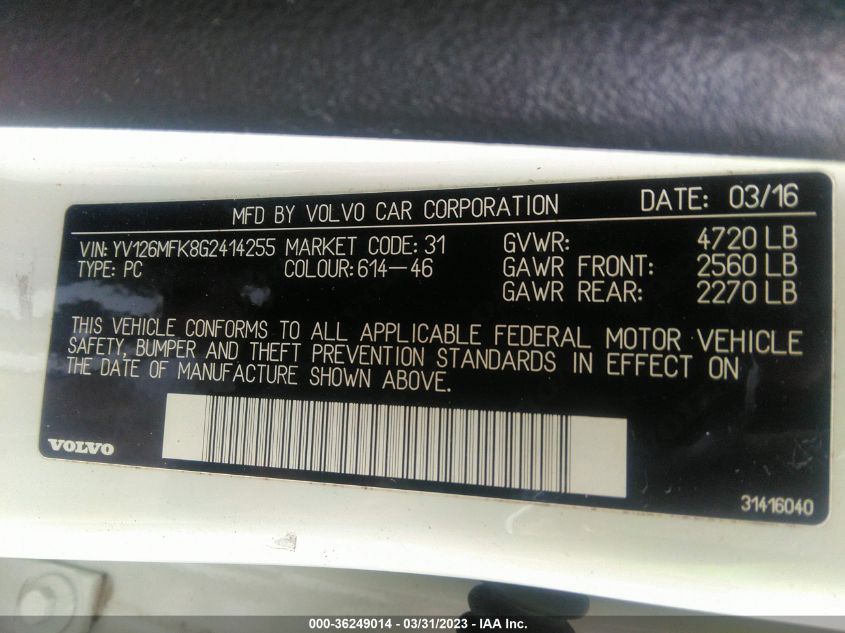 MFD BY VOLVO CAR CORPORATION DATE: 03/16
VIN: YV126MFK8G2414255 MARKET CODE: 31 GVWR: 4720 LB
TYPE: PC COLOUR: 614-46 GAWR FRONT: 2560 LB
GAWR REAR: 2270 LB
THIS VEHICLE CONFORMS TO ALL APPLICABLE FEDERAL MOTOR VEHICLE
SAFETY, BUMPER AND THEFT PREVENTION STANDARDS IN EFFECT ON
THE DATE OF MANUFACTURE SHOWN ABOVE.
VOLVO
31416040
000-36249014 - 03/31/2023 - IAA Inc.